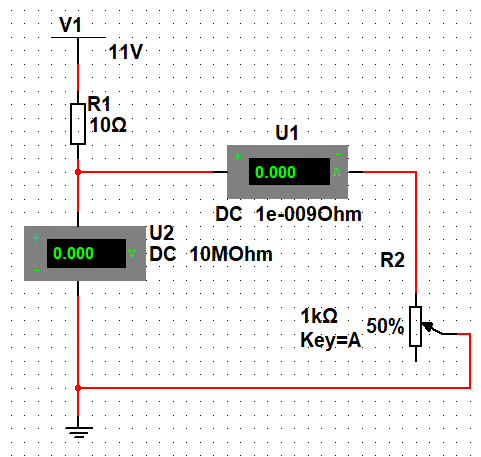 V1
11V
R1
10Ω
U1
+ −
0.000 A
DC 1e-009Ohm
U2
+
0.000 V
−
DC 10MOhm
R2
1kΩ
50%
Key=A